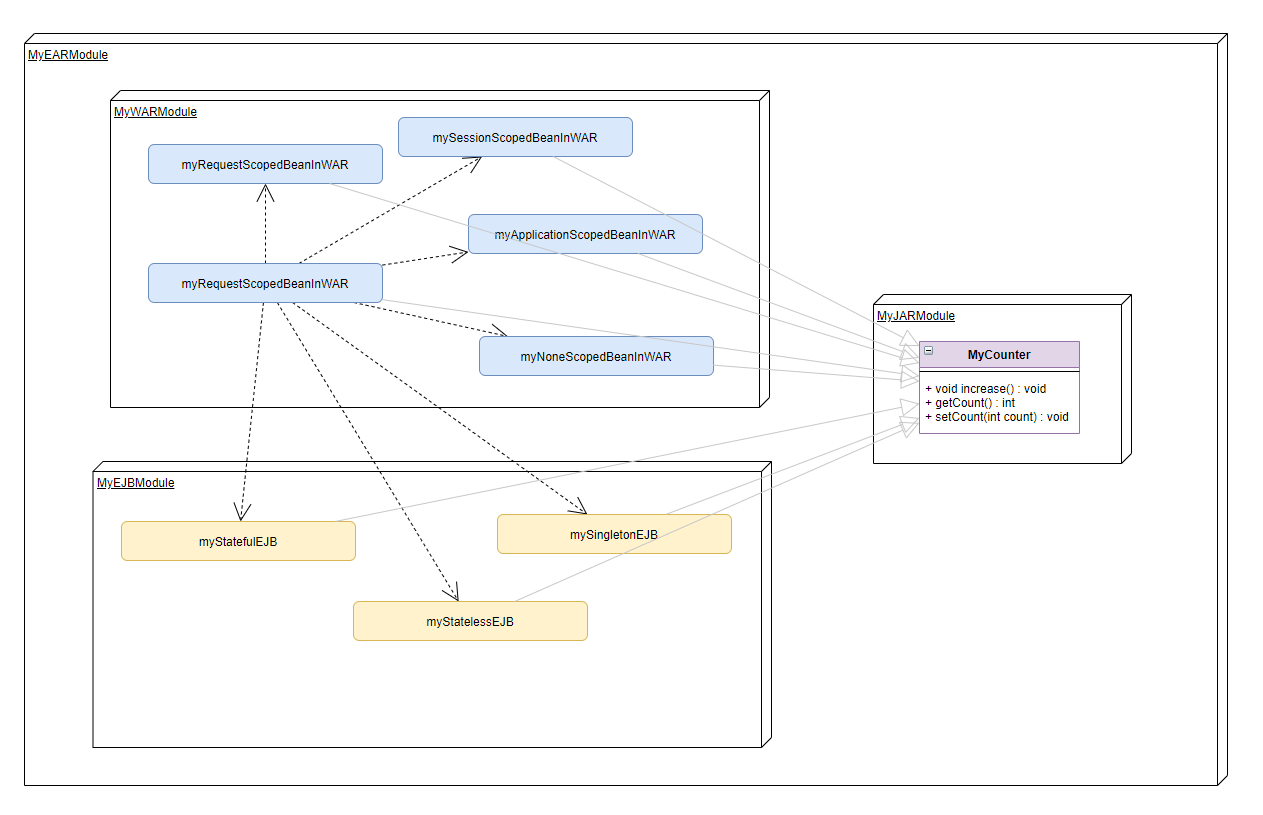 MyEARModule
MyWARModule
mySessionScopedBeanInWAR
myRequestScopedBeanInWAR
myApplicationScopedBeanInWAR
myRequestScopedBeanInWAR
myNoneScopedBeanInWAR
MyJARModule
MyCounter
+ void increase() : void
+ getCount() : int
+ setCount(int count) : void
MyEJBModule
myStatefulEJB
mySingletonEJB
myStatelessEJB